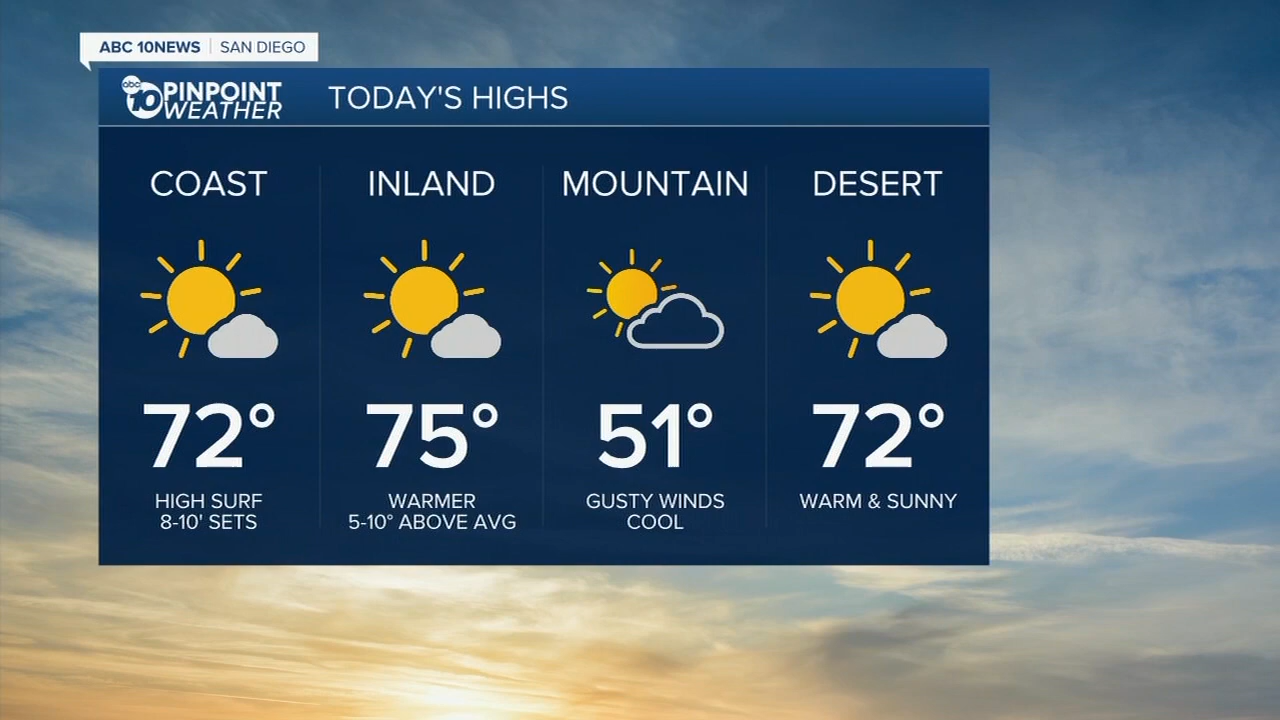 ABC 10NEWS | SAN DIEGO
abc 10 PINPOINT WEATHER
TODAY'S HIGHS
COAST
INLAND
MOUNTAIN
DESERT
72°
75°
51°
72°
HIGH SURF
8-10' SETS
WARMER
5-10° ABOVE AVG
GUSTY WINDS
COOL
WARM & SUNNY